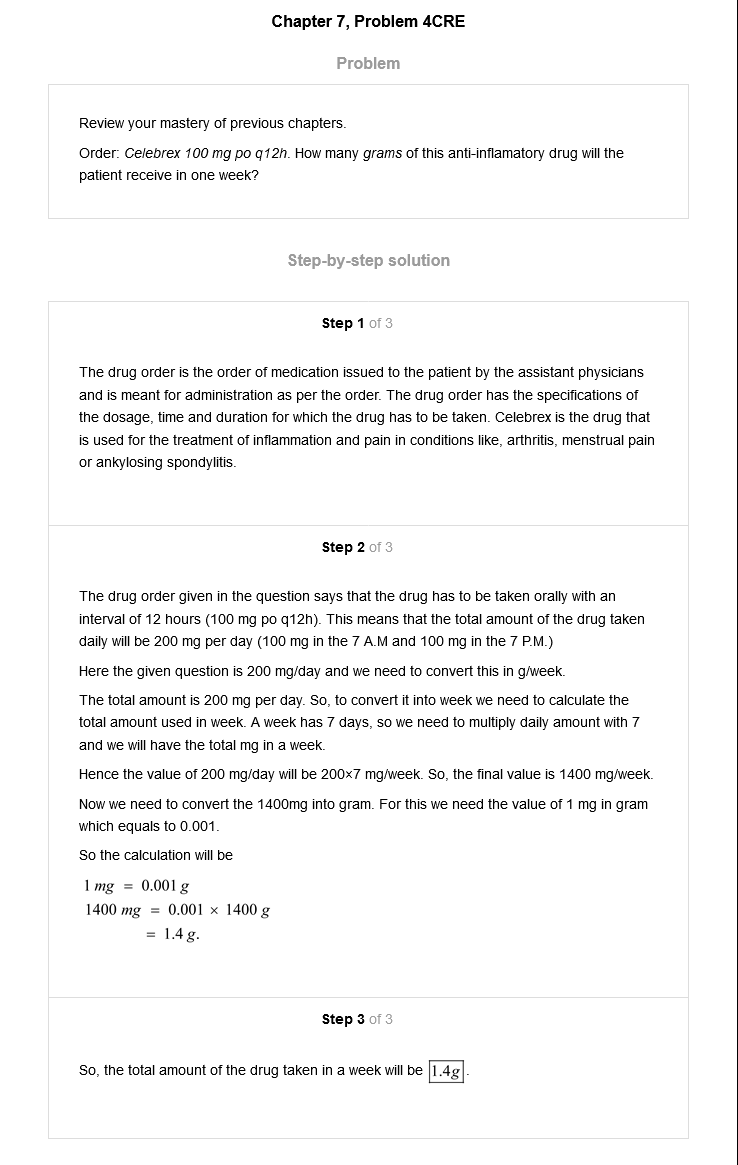 Chapter 7, Problem 4CRE
Problem
Review your mastery of previous chapters.
Order: Celebrex 100 mg po q12h. How many grams of this anti-inflamatory drug will the
patient receive in one week?
Step-by-step solution
Step 1 of 3
The drug order is the order of medication issued to the patient by the assistant physicians
and is meant for administration as per the order. The drug order has the specifications of
the dosage, time and duration for which the drug has to be taken. Celebrex is the drug that
is used for the treatment of inflammation and pain in conditions like, arthritis, menstrual pain
or ankylosing spondylitis.
Step 2 of 3
The drug order given in the question says that the drug has to be taken orally with an
interval of 12 hours (100 mg po q12h). This means that the total amount of the drug taken
daily will be 200 mg per day (100 mg in the 7 A.M and 100 mg in the 7 P.M.)
Here the given question is 200 mg/day and we need to convert this in g/week.
The total amount is 200 mg per day. So, to convert it into week we need to calculate the
total amount used in week. A week has 7 days, so we need to multiply daily amount with 7
and we will have the total mg in a week.
Hence the value of 200 mg/day will be 200×7 mg/week. So, the final value is 1400 mg/week.
Now we need to convert the 1400mg into gram. For this we need the value of 1 mg in gram
which equals to 0.001.
So the calculation will be
1 mg = 0.001 g
1400 mg = 0.001 × 1400 g
= 1.4 g.
Step 3 of 3
So, the total amount of the drug taken in a week will be 1.4g.